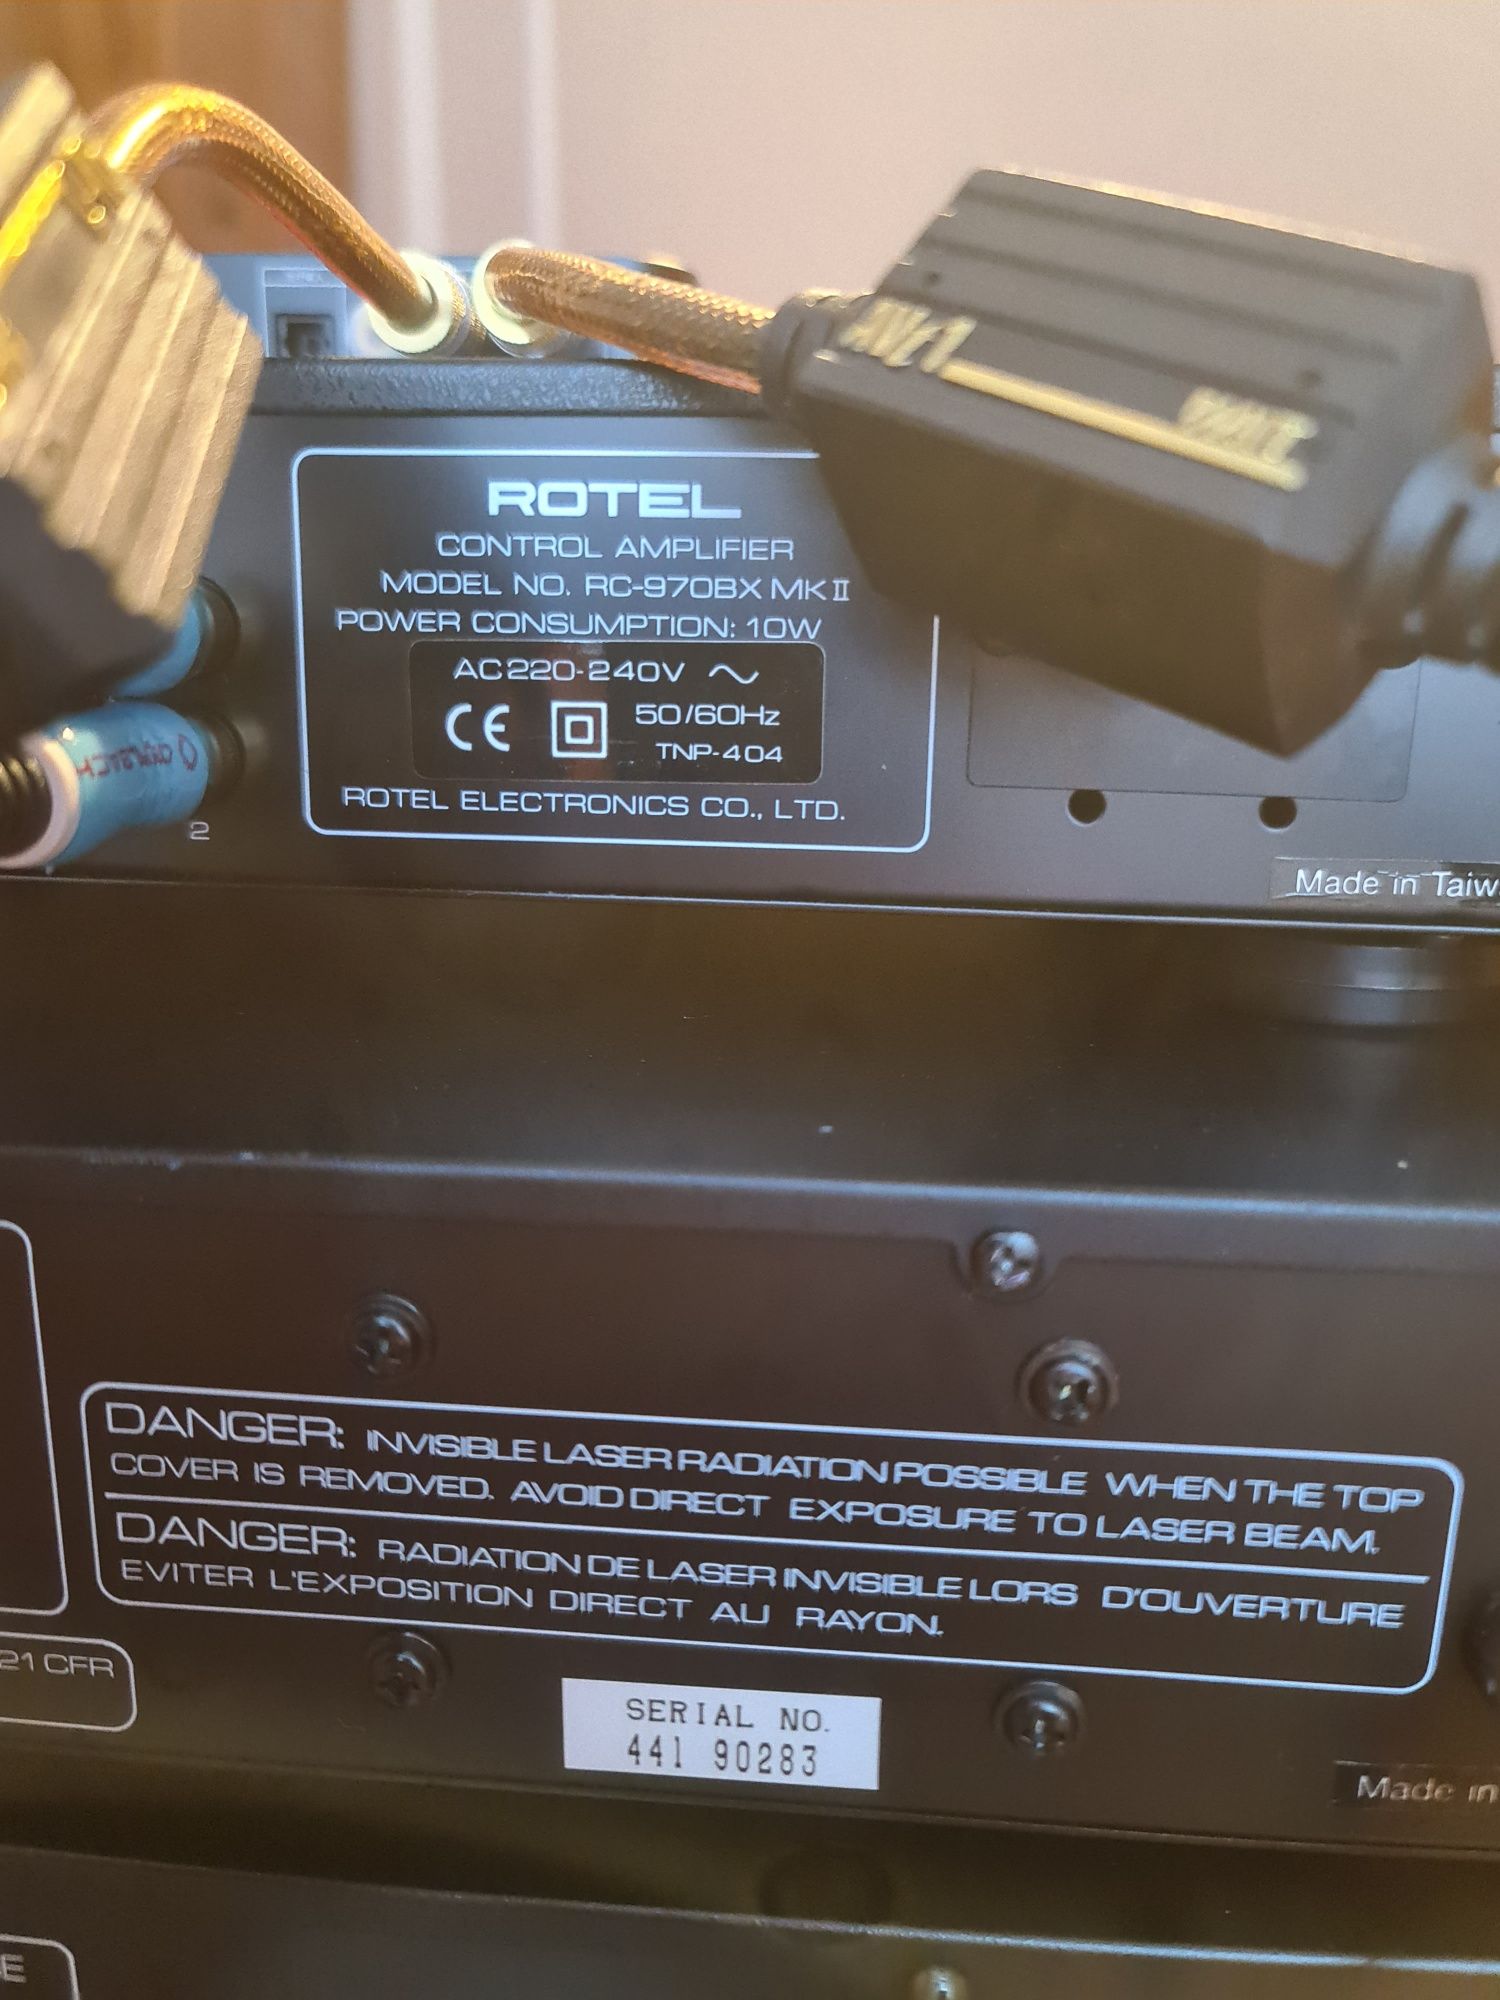 ROTEL
CONTROL AMPLIFIER
MODEL NO. RC-970BX MK II
POWER CONSUMPTION: 10W
AC 220-240V ~
CE 50/60Hz
TNP-404
ROTEL ELECTRONICS CO., LTD.
2
Made in Taiw
DANGER: INVISIBLE LASER RADIATION POSSIBLE WHEN THE TOP
COVER IS REMOVED. AVOID DIRECT EXPOSURE TO LASER BEAM.
DANGER: RADIATION DE LASER INVISIBLE LORS D'OUVERTURE
EVITER L'EXPOSITION DIRECT AU RAYON.
21 CFR
SERIAL NO.
441 90283
Made in
E